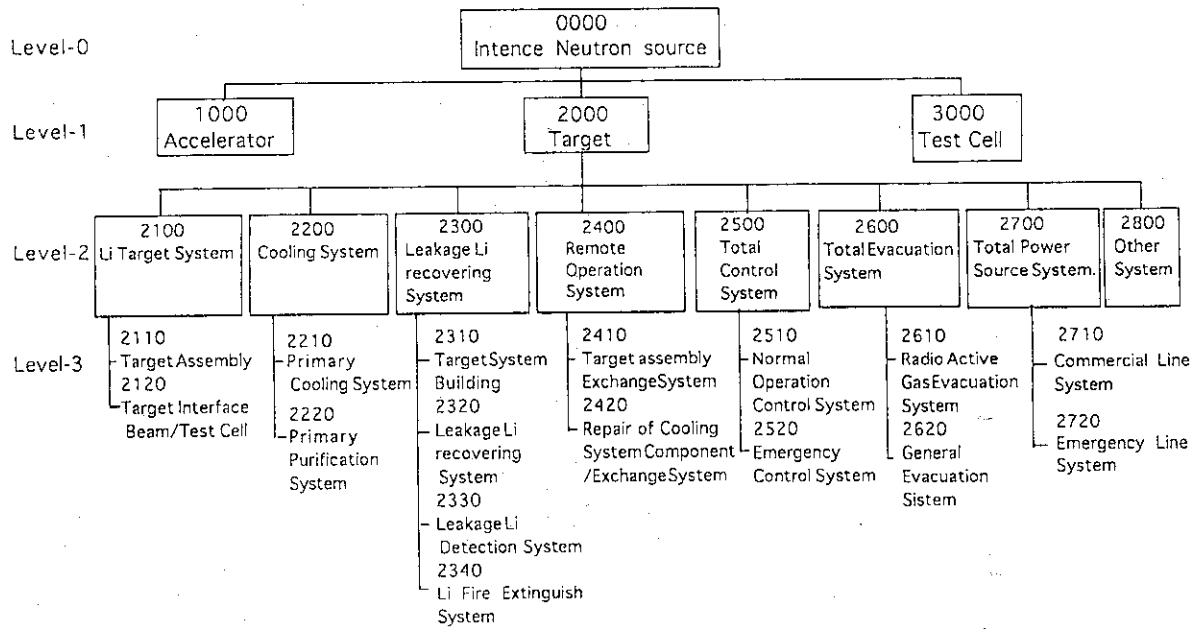 Level-0
0000
Intence Neutron source
Level-1
1000
Accelerator
2000
Target
3000
Test Cell
Level-2
2100
Li Target System
2200
Cooling System
2300
Leakage Li
recovering
System
2400
Remote
Operation
System
2500
Total
Control
System
2600
Total Evacuation
System
2700
Total Power
Source System.
2800
Other
System
Level-3
2110
Target Assembly
2120
Target Interface
Beam/Test Cell
2210
Primary
Cooling System
2220
Primary
Purification
System
2310
Target System
Building
2320
Leakage Li
recovering
System
2330
Leakage Li
Detection System
2340
Li Fire Extinguish
System
2410
Target assembly
Exchange System
2420
Repair of Cooling
System Component
/Exchange System
2510
Normal
Operation
Control System
2520
Emergency
Control System
2610
Radio Active
Gas Evacuation
System
2620
General
Evacuation
Sistem
2710
Commercial Line
System
2720
Emergency Line
System